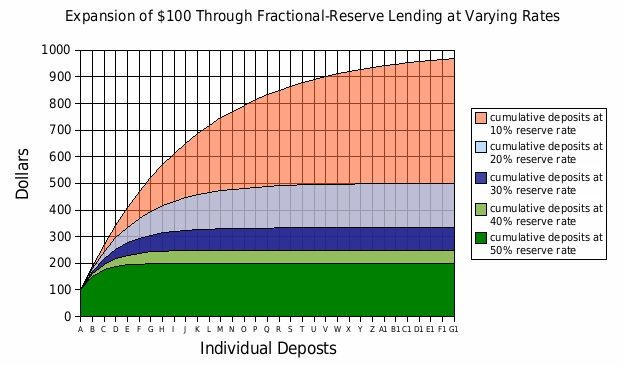 Expansion of $100 Through Fractional-Reserve Lending at Varying Rates
1000
900
800
700
600
500
400
300
200
100
0
Dollars
A B C D E F G H I J K L M N O P Q R S T U V W X Y Z A1 B1 C1 D1 E1 F1 G1
Individual Deposts
cumulative deposits at
10% reserve rate
cumulative deposits at
20% reserve rate
cumulative deposits at
30% reserve rate
cumulative deposits at
40% reserve rate
cumulative deposits at
50% reserve rate